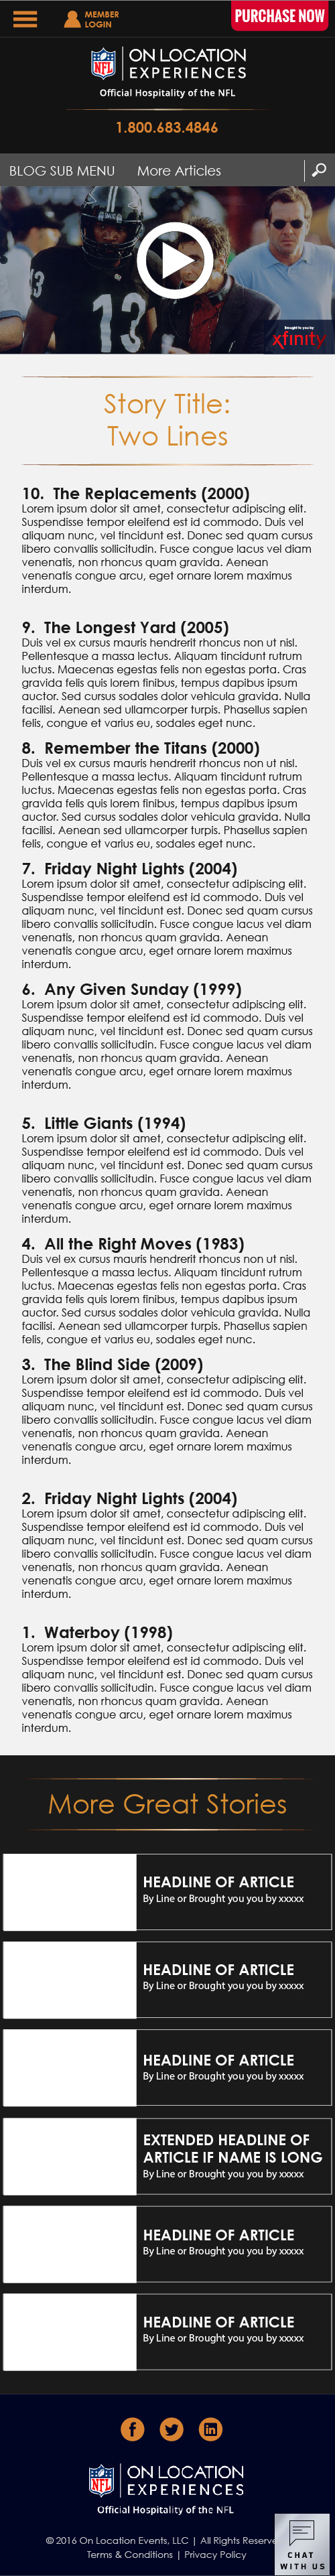 MEMBER
LOGIN
PURCHASE NOW
NFL
ON LOCATION
EXPERIENCES
Official Hospitality of the NFL
1.800.683.4846
BLOG SUB MENU More Articles
13
Brought to you by
xfinity
Story Title:
Two Lines
10. The Replacements (2000)
Lorem ipsum dolor sit amet, consectetur adipiscing elit.
Suspendisse tempor eleifend est id commodo. Duis vel
aliquam nunc, vel tincidunt est. Donec sed quam cursus
libero convallis sollicitudin. Fusce congue lacus vel diam
venenatis, non rhoncus quam gravida. Aenean
venenatis congue arcu, eget ornare lorem maximus
interdum.
9. The Longest Yard (2005)
Duis vel ex cursus mauris hendrerit rhoncus non ut nisl.
Pellentesque a massa lectus. Aliquam tincidunt rutrum
luctus. Maecenas egestas felis non egestas porta. Cras
gravida felis quis lorem finibus, tempus dapibus ipsum
auctor. Sed cursus sodales dolor vehicula gravida. Nulla
facilisi. Aenean sed ullamcorper turpis. Phasellus sapien
felis, congue et varius eu, sodales eget nunc.
8. Remember the Titans (2000)
Duis vel ex cursus mauris hendrerit rhoncus non ut nisl.
Pellentesque a massa lectus. Aliquam tincidunt rutrum
luctus. Maecenas egestas felis non egestas porta. Cras
gravida felis quis lorem finibus, tempus dapibus ipsum
auctor. Sed cursus sodales dolor vehicula gravida. Nulla
facilisi. Aenean sed ullamcorper turpis. Phasellus sapien
felis, congue et varius eu, sodales eget nunc.
7. Friday Night Lights (2004)
Lorem ipsum dolor sit amet, consectetur adipiscing elit.
Suspendisse tempor eleifend est id commodo. Duis vel
aliquam nunc, vel tincidunt est. Donec sed quam cursus
libero convallis sollicitudin. Fusce congue lacus vel diam
venenatis, non rhoncus quam gravida. Aenean
venenatis congue arcu, eget ornare lorem maximus
interdum.
6. Any Given Sunday (1999)
Lorem ipsum dolor sit amet, consectetur adipiscing elit.
Suspendisse tempor eleifend est id commodo. Duis vel
aliquam nunc, vel tincidunt est. Donec sed quam cursus
libero convallis sollicitudin. Fusce congue lacus vel diam
venenatis, non rhoncus quam gravida. Aenean
venenatis congue arcu, eget ornare lorem maximus
interdum.
5. Little Giants (1994)
Lorem ipsum dolor sit amet, consectetur adipiscing elit.
Suspendisse tempor eleifend est id commodo. Duis vel
aliquam nunc, vel tincidunt est. Donec sed quam cursus
libero convallis sollicitudin. Fusce congue lacus vel diam
venenatis, non rhoncus quam gravida. Aenean
venenatis congue arcu, eget ornare lorem maximus
interdum.
4. All the Right Moves (1983)
Duis vel ex cursus mauris hendrerit rhoncus non ut nisl.
Pellentesque a massa lectus. Aliquam tincidunt rutrum
luctus. Maecenas egestas felis non egestas porta. Cras
gravida felis quis lorem finibus, tempus dapibus ipsum
auctor. Sed cursus sodales dolor vehicula gravida. Nulla
facilisi. Aenean sed ullamcorper turpis. Phasellus sapien
felis, congue et varius eu, sodales eget nunc.
3. The Blind Side (2009)
Lorem ipsum dolor sit amet, consectetur adipiscing elit.
Suspendisse tempor eleifend est id commodo. Duis vel
aliquam nunc, vel tincidunt est. Donec sed quam cursus
libero convallis sollicitudin. Fusce congue lacus vel diam
venenatis, non rhoncus quam gravida. Aenean
venenatis congue arcu, eget ornare lorem maximus
interdum.
2. Friday Night Lights (2004)
Lorem ipsum dolor sit amet, consectetur adipiscing elit.
Suspendisse tempor eleifend est id commodo. Duis vel
aliquam nunc, vel tincidunt est. Donec sed quam cursus
libero convallis sollicitudin. Fusce congue lacus vel diam
venenatis, non rhoncus quam gravida. Aenean
venenatis congue arcu, eget ornare lorem maximus
interdum.
1. Waterboy (1998)
Lorem ipsum dolor sit amet, consectetur adipiscing elit.
Suspendisse tempor eleifend est id commodo. Duis vel
aliquam nunc, vel tincidunt est. Donec sed quam cursus
libero convallis sollicitudin. Fusce congue lacus vel diam
venenatis, non rhoncus quam gravida. Aenean
venenatis congue arcu, eget ornare lorem maximus
interdum.
More Great Stories
HEADLINE OF ARTICLE
By Line or Brought you you by xxxxx
HEADLINE OF ARTICLE
By Line or Brought you you by xxxxx
HEADLINE OF ARTICLE
By Line or Brought you you by xxxxx
EXTENDED HEADLINE OF
ARTICLE IF NAME IS LONG
By Line or Brought you you by xxxxx
HEADLINE OF ARTICLE
By Line or Brought you you by xxxxx
HEADLINE OF ARTICLE
By Line or Brought you you by xxxxx
NFL
ON LOCATION
EXPERIENCES
Official Hospitality of the NFL
© 2016 On Location Events, LLC | All Rights Reserve
Terms & Conditions | Privacy Policy
CHAT
WITH US